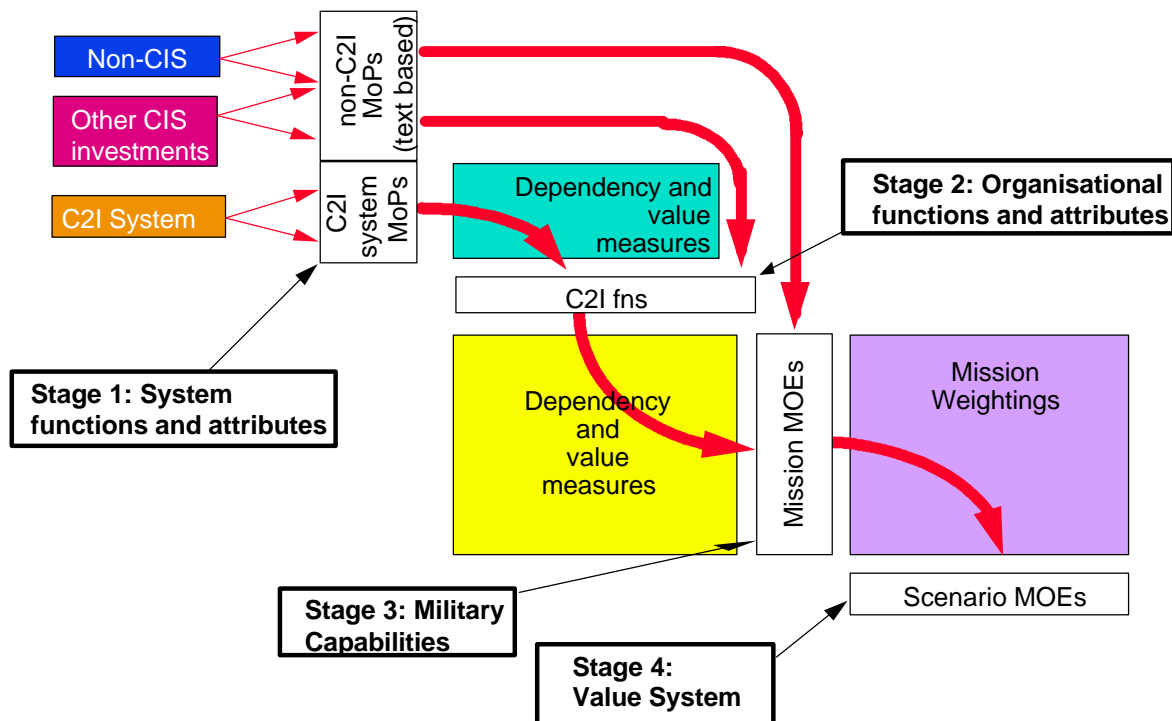 Non-CIS
Other CIS
investments
C2I System
non-C2I
MoPs
(text based)
C2I
system
MoPs
Dependency and
value
measures
Stage 2: Organisational
functions and attributes
C2I fns
Stage 1: System
functions and attributes
Dependency
and
value
measures
Mission MOEs
Mission
Weightings
Stage 3: Military
Capabilities
Scenario MOEs
Stage 4:
Value System